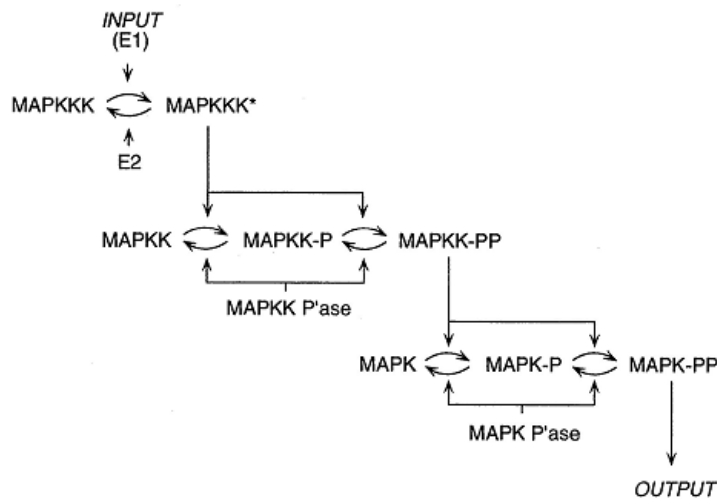 INPUT
(E1)
MAPKKK MAPKKK*
E2
MAPKK MAPKK-P MAPKK-PP
MAPKK P'ase
MAPK MAPK-P MAPK-PP
MAPK P'ase
OUTPUT